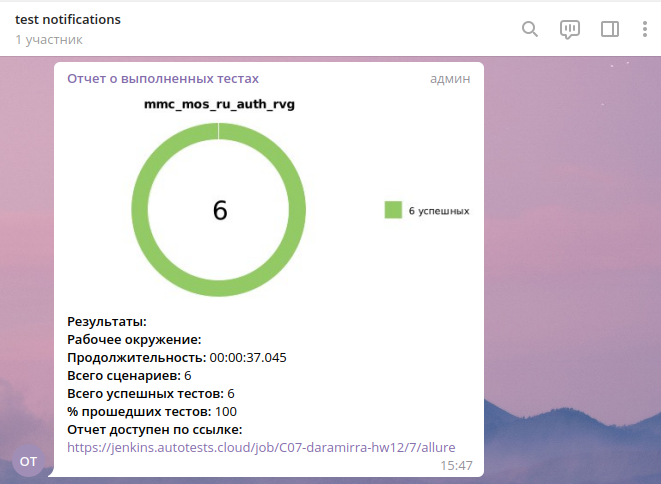 test notifications
1 участник
Отчет о выполненных тестах
админ
mmc_mos_ru_auth_rvg
6
6 успешных
Результаты:
Рабочее окружение:
Продолжительность: 00:00:37.045
Всего сценариев: 6
Всего успешных тестов: 6
% прошедших тестов: 100
Отчет доступен по ссылке:
https://jenkins.autotests.cloud/job/C07-daramirra-hw12/7/allure
15:47
ОТ